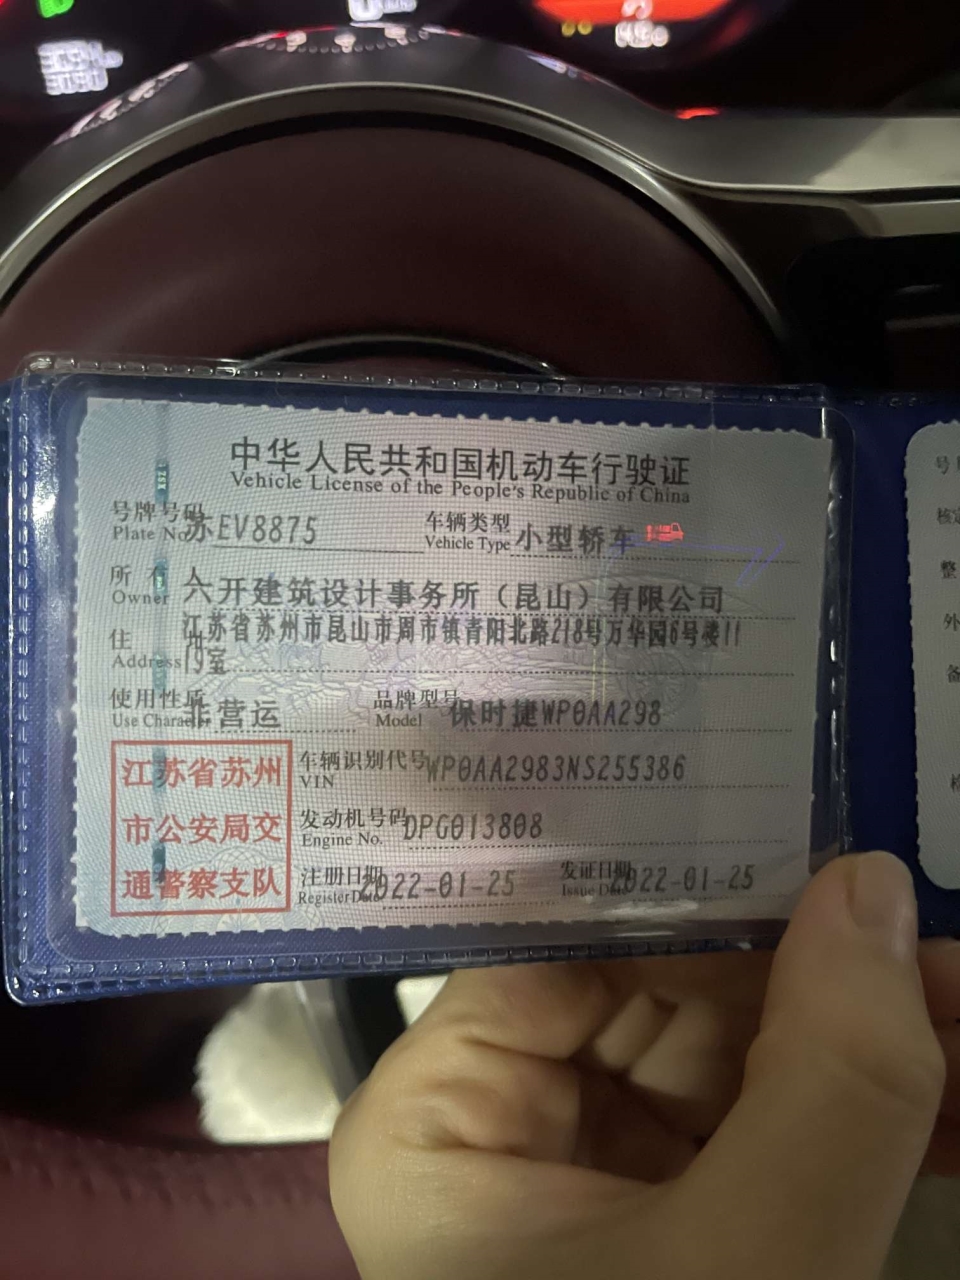 中华人民共和国机动车行驶证
Vehicle License of the People's Republic of China
号牌号码 苏EV8875 车辆类型 小型轿车
Plate No. Vehicle Type
所有人 六开建筑设计事务所（昆山）有限公司
Owner
住址 江苏省苏州市昆山市周市镇青阳北路218号万华园6号楼11
Address 19室
使用性质 非营运 品牌型号 保时捷WP0AA298
Use Character Model
江苏省苏州
市公安局交
通警察支队
车辆识别代号 WP0AA2983NS255386
VIN
发动机号码 DPG013808
Engine No.
注册日期 2022-01-25 发证日期 2022-01-25
Register Date Issue Date
号
核定
整
外
备